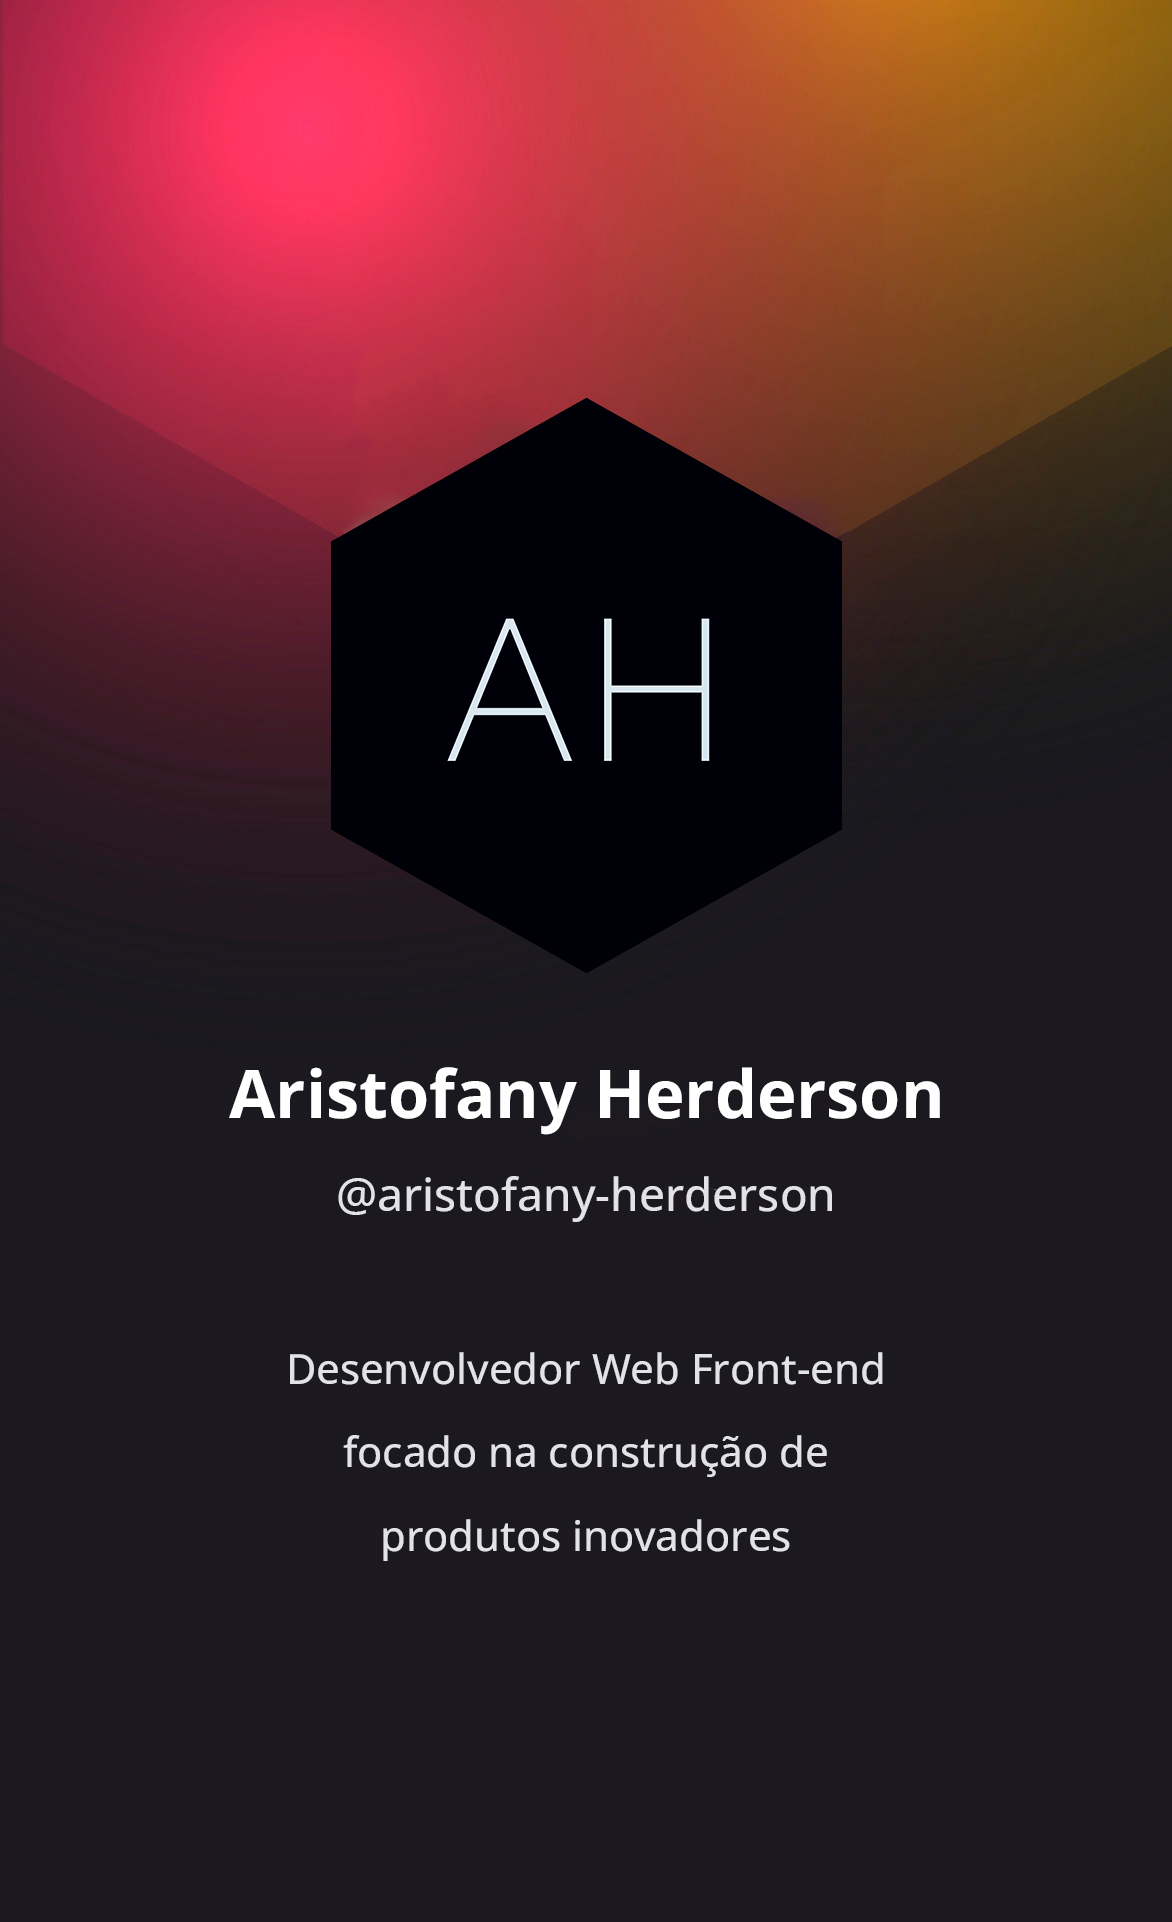 AH
Aristofany Herderson
@aristofany-herderson
Desenvolvedor Web Front-end
focado na construção de
produtos inovadores